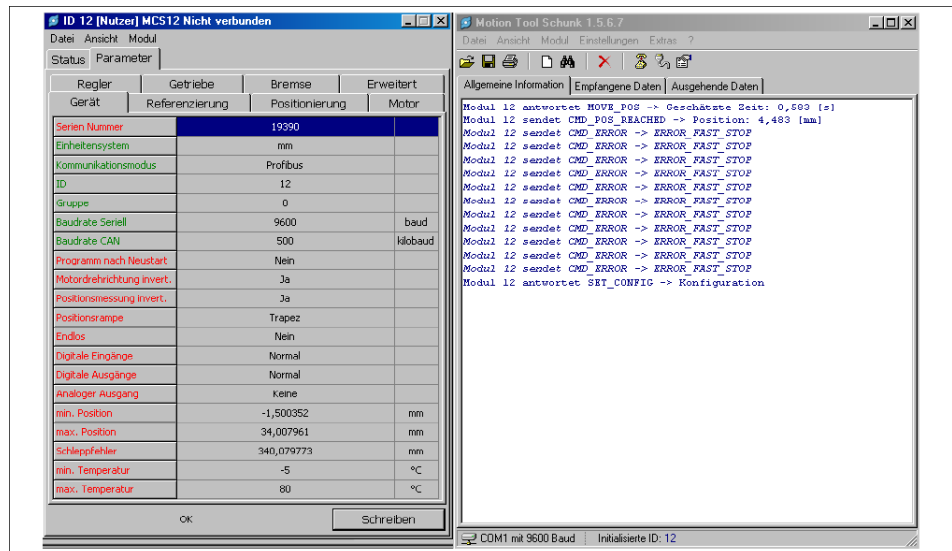 ID 12 [Nutzer] MCS12 Nicht verbunden
Datei Ansicht Modul
Status Parameter
Regler Getriebe Bremse Erweitert
Gerät Referenzierung Positionierung Motor
Serien Nummer 19390
Einheitensystem mm
Kommunikationsmodus Profibus
ID 12
Gruppe 0
Baudrate Seriell 9600 baud
Baudrate CAN 500 kilobaud
Programm nach Neustart Nein
Motordrehrichtung invert. Ja
Positionsmessung invert. Ja
Positionsrampe Trapez
Endlos Nein
Digitale Eingänge Normal
Digitale Ausgänge Normal
Analoger Ausgang Keine
min. Position -1,500352 mm
max. Position 34,007961 mm
Schleppfehler 340,079773 mm
min. Temperatur -5 °C
max. Temperatur 80 °C
OK Schreiben
Motion Tool Schunk 1.5.6.7
Datei Ansicht Modul Einstellungen Extras ?
Allgemeine Information Empfangene Daten Ausgehende Daten
Modul 12 antwortet MOVE_POS -> Geschätzte Zeit: 0,503 [s]
Modul 12 sendet CMD_POS_REACHED -> Position: 4,483 [mm]
Modul 12 sendet CMD_ERROR -> ERROR_FAST_STOP
Modul 12 sendet CMD_ERROR -> ERROR_FAST_STOP
Modul 12 sendet CMD_ERROR -> ERROR_FAST_STOP
Modul 12 sendet CMD_ERROR -> ERROR_FAST_STOP
Modul 12 sendet CMD_ERROR -> ERROR_FAST_STOP
Modul 12 sendet CMD_ERROR -> ERROR_FAST_STOP
Modul 12 sendet CMD_ERROR -> ERROR_FAST_STOP
Modul 12 sendet CMD_ERROR -> ERROR_FAST_STOP
Modul 12 sendet CMD_ERROR -> ERROR_FAST_STOP
Modul 12 sendet CMD_ERROR -> ERROR_FAST_STOP
Modul 12 sendet CMD_ERROR -> ERROR_FAST_STOP
Modul 12 antwortet SET_CONFIG -> Konfiguration
COM1 mit 9600 Baud Initialisierte ID: 12